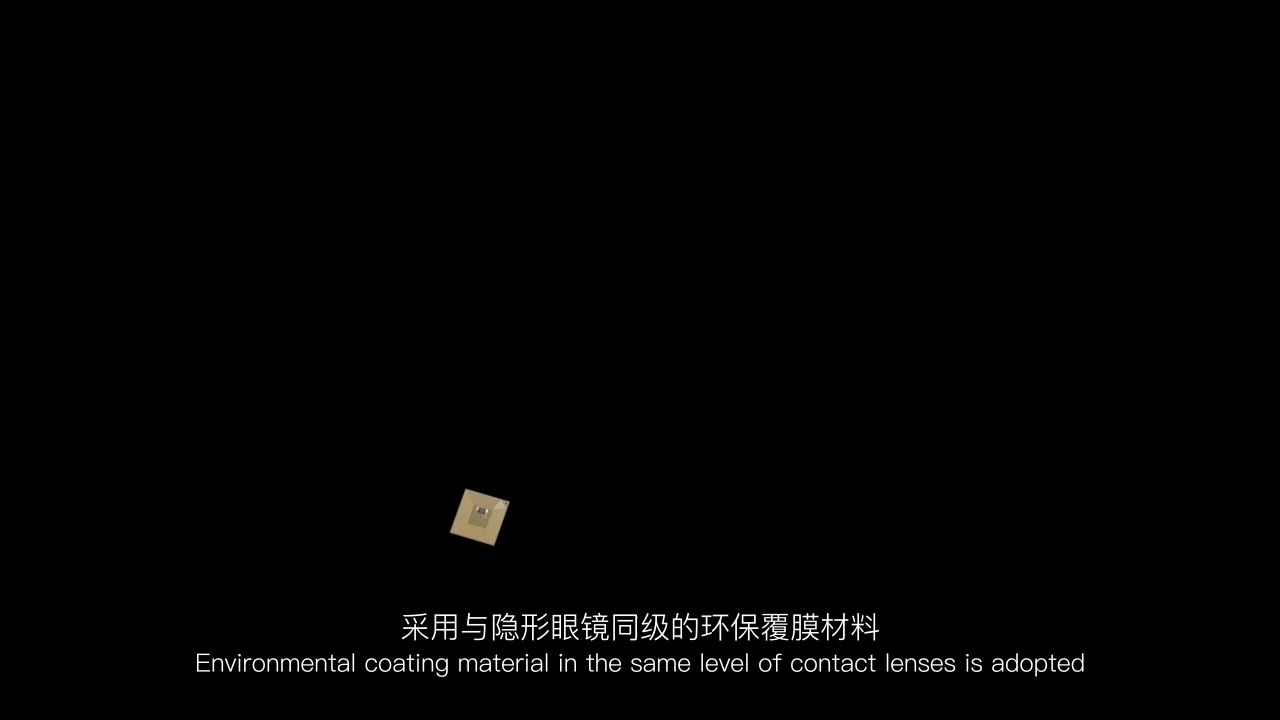 采用与隐形眼镜同级的环保覆膜材料
Environmental coating material in the same level of contact lenses is adopted